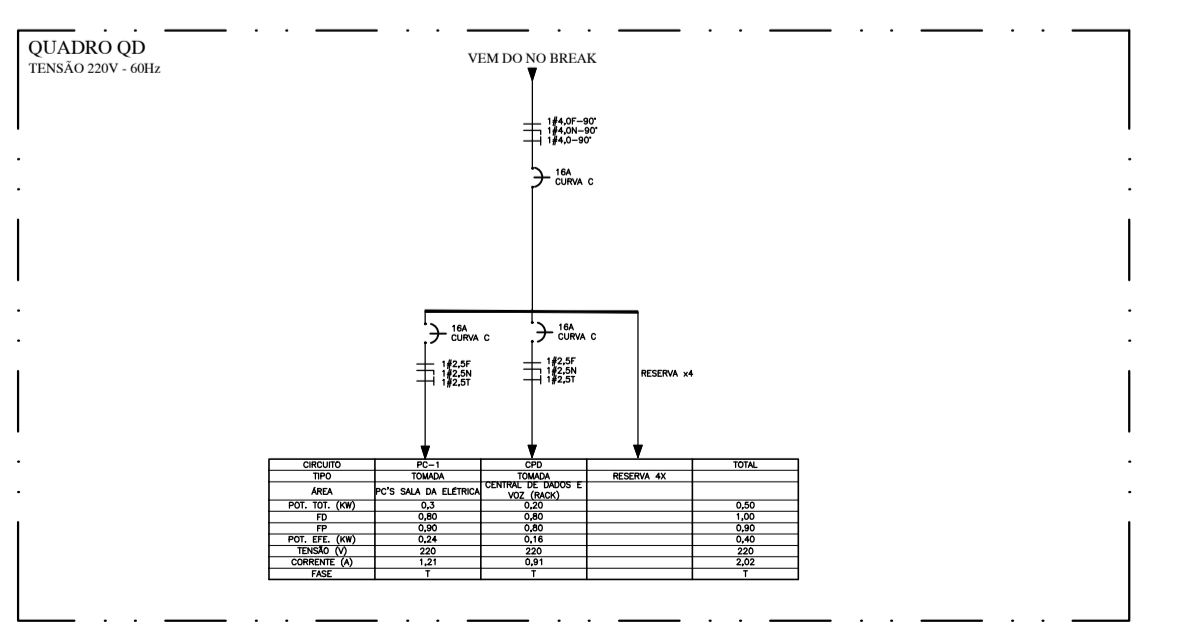 QUADRO QD
TENSÃO 220V - 60Hz
VEM DO NO BREAK
1#4,0F-90°
1#4,0N-90°
1#4,0-90°
16A
CURVA C
16A
CURVA C
16A
CURVA C
1#2,5F
1#2,5N
1#2,5T
1#2,5F
1#2,5N
1#2,5T
RESERVA x4
CIRCUITO PC-1 CPD TOTAL
TIPO TOMADA TOMADA RESERVA 4X
ÁREA PC'S SALA DA ELÉTRICA CENTRAL DE DADOS E
VOZ (RACK)
POT. TOT. (KW) 0,3 0,20 0,50
FD 0,80 0,80 1,00
FP 0,90 0,80 0,90
POT. EFE. (KW) 0,24 0,16 0,40
TENSÃO (V) 220 220 220
CORRENTE (A) 1,21 0,91 2,02
FASE T T T